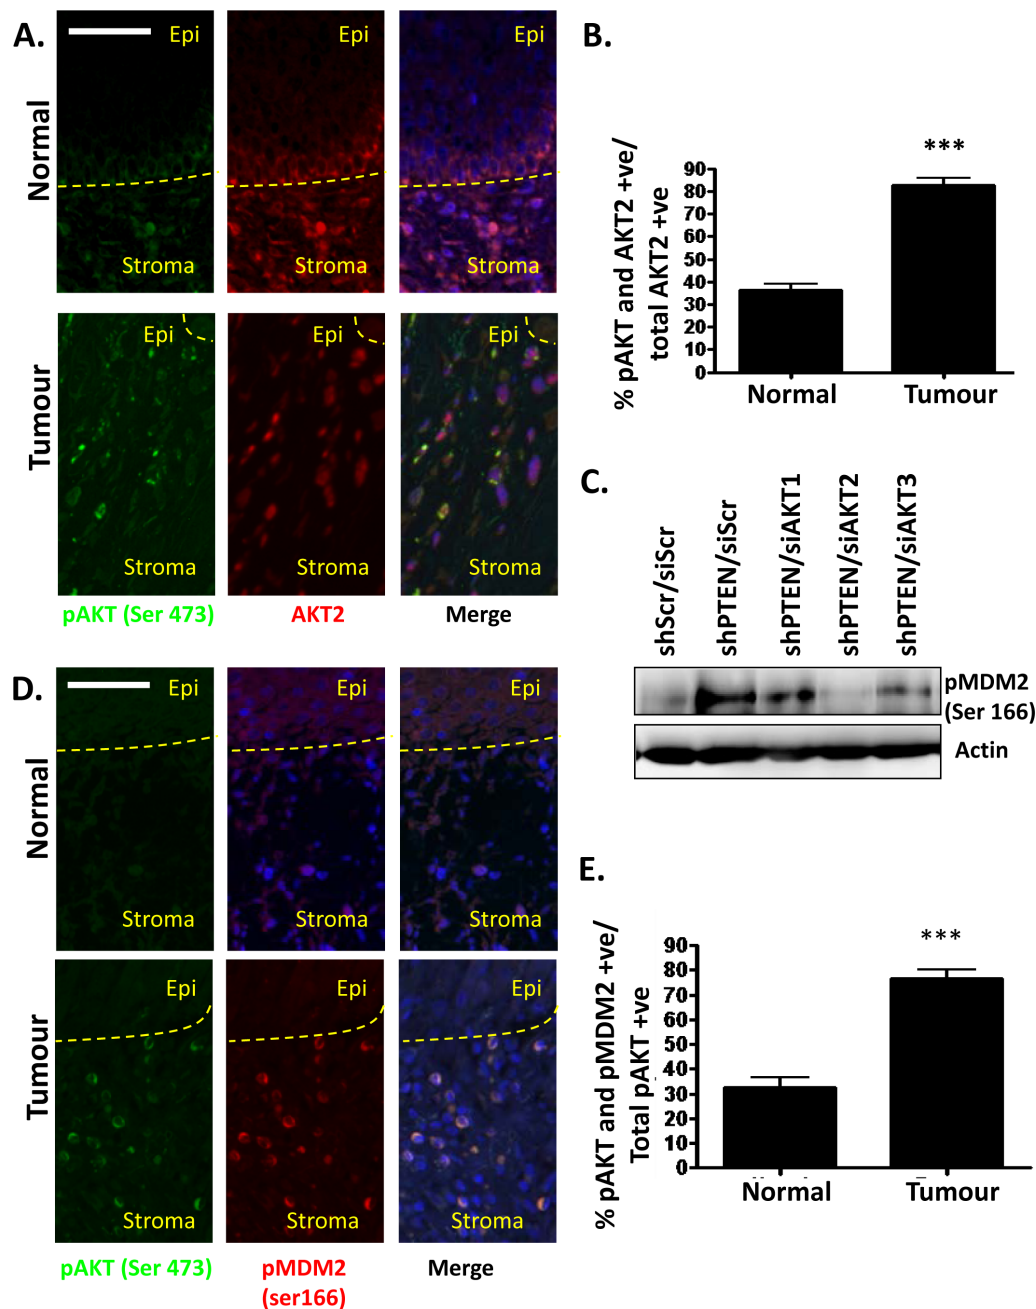 A.
Normal
Epi
Stroma
Epi
Stroma
Epi
Stroma
Tumour
Epi
Stroma
Epi
Stroma
Epi
Stroma
pAKT (Ser 473)
AKT2
Merge
B.
% pAKT and AKT2 +ve/
total AKT2 +ve
90
80
70
60
50
40
30
20
10
0
***
Normal
Tumour
C.
shScr/siScr
shPTEN/siScr
shPTEN/siAKT1
shPTEN/siAKT2
shPTEN/siAKT3
pMDM2
(Ser 166)
Actin
D.
Normal
Epi
Stroma
Epi
Stroma
Epi
Stroma
Tumour
Epi
Stroma
Epi
Stroma
Epi
Stroma
pAKT (Ser 473)
pMDM2
(ser166)
Merge
E.
% pAKT and pMDM2 +ve/
Total pAKT +ve
90
80
70
60
50
40
30
20
10
0
***
Normal
Tumour